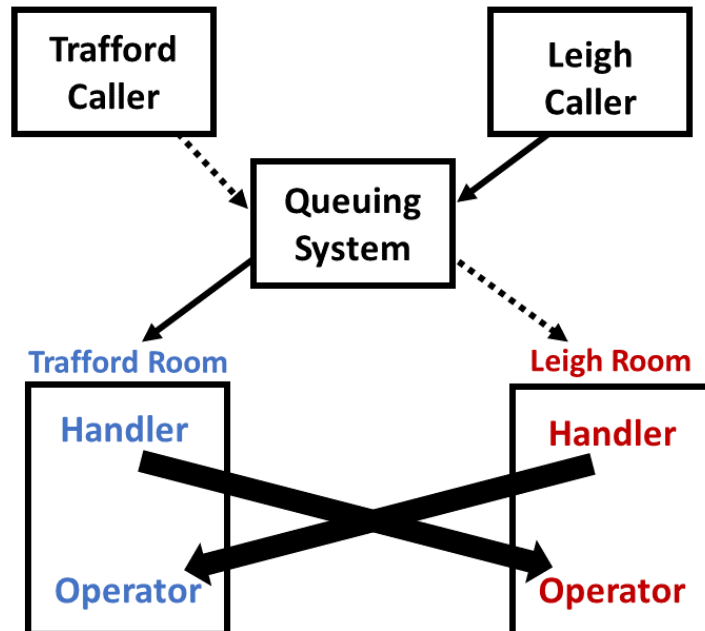 Trafford
Caller
Leigh
Caller
Queuing
System
Trafford Room
Leigh Room
Handler
Handler
Operator
Operator